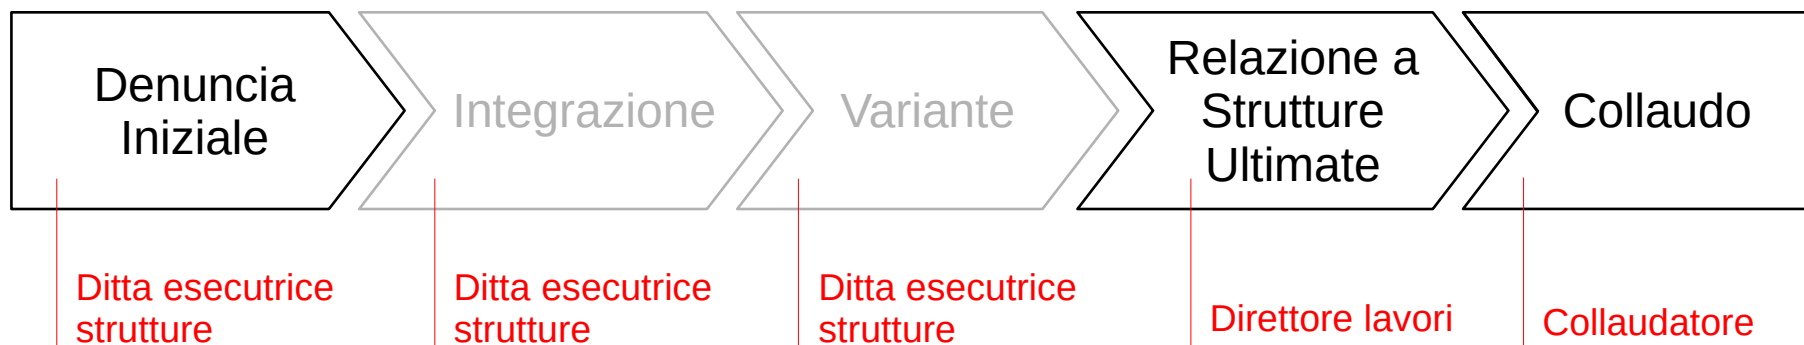 Denuncia
Iniziale
Integrazione
Variante
Relazione a
Strutture
Ultimate
Collaudo
Ditta esecutrice
strutture
Ditta esecutrice
strutture
Ditta esecutrice
strutture
Direttore lavori
Collaudatore